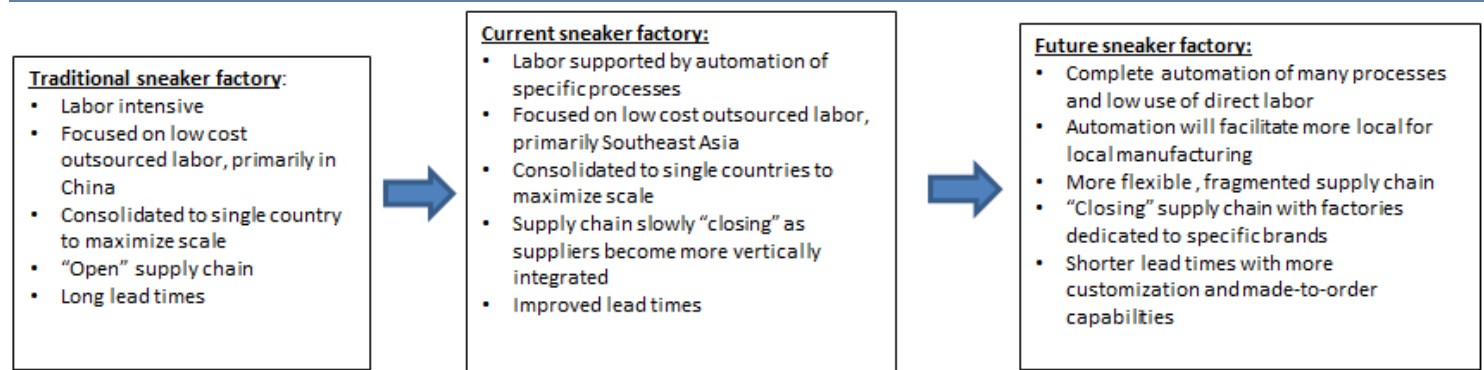 Traditional sneaker factory:
• Labor intensive
• Focused on low cost
outsourced labor, primarily in
China
• Consolidated to single country
to maximize scale
• “Open” supply chain
• Long lead times
Current sneaker factory:
• Labor supported by automation of
specific processes
• Focused on low cost outsourced labor,
primarily Southeast Asia
• Consolidated to single countries to
maximize scale
• Supply chain slowly “closing” as
suppliers become more vertically
integrated
• Improved lead times
Future sneaker factory:
• Complete automation of many processes
and low use of direct labor
• Automation will facilitate more local for
local manufacturing
• More flexible , fragmented supply chain
• “Closing” supply chain with factories
dedicated to specific brands
• Shorter lead times with more
customization and made-to-order
capabilities